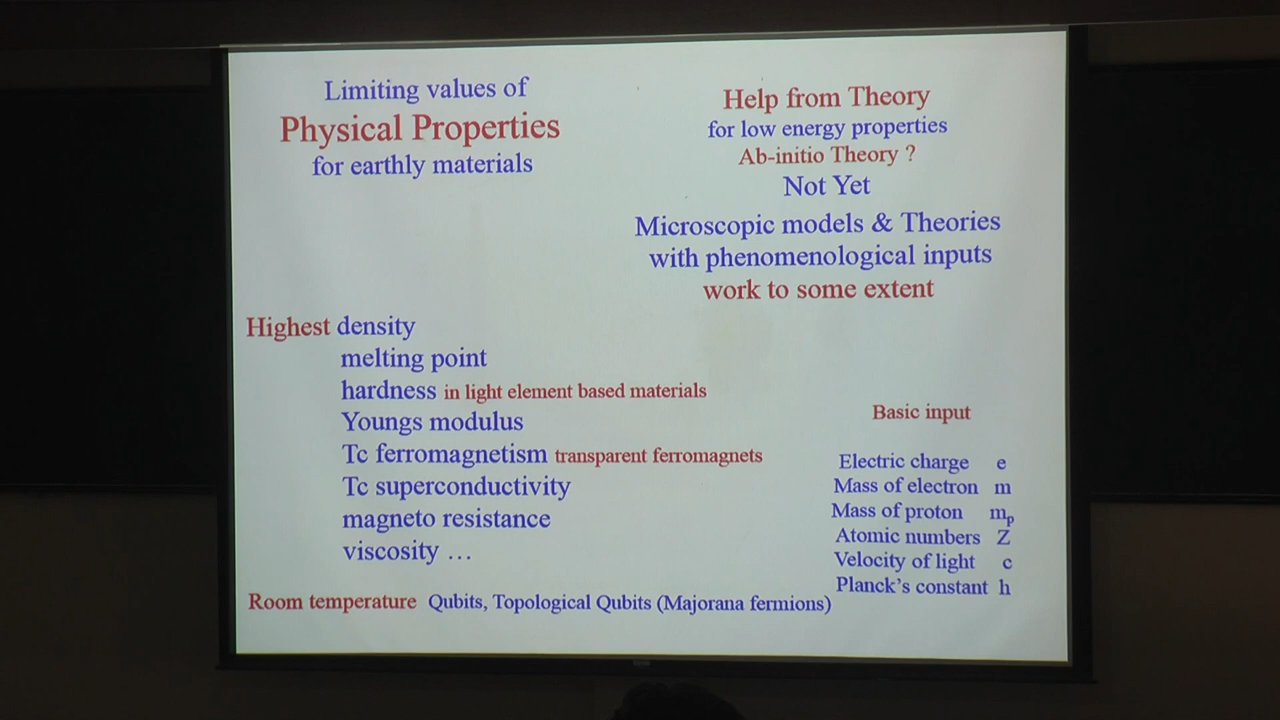 Limiting values of
Physical Properties
for earthly materials
Help from Theory
for low energy properties
Ab-initio Theory ?
Not Yet
Microscopic models & Theories
with phenomenological inputs
work to some extent
Highest density
melting point
hardness in light element based materials
Youngs modulus
Tc ferromagnetism transparent ferromagnets
Tc superconductivity
magneto resistance
viscosity …
Basic input
Electric charge e
Mass of electron m
Mass of proton mp
Atomic numbers Z
Velocity of light c
Planck's constant h
Room temperature Qubits, Topological Qubits (Majorana fermions)